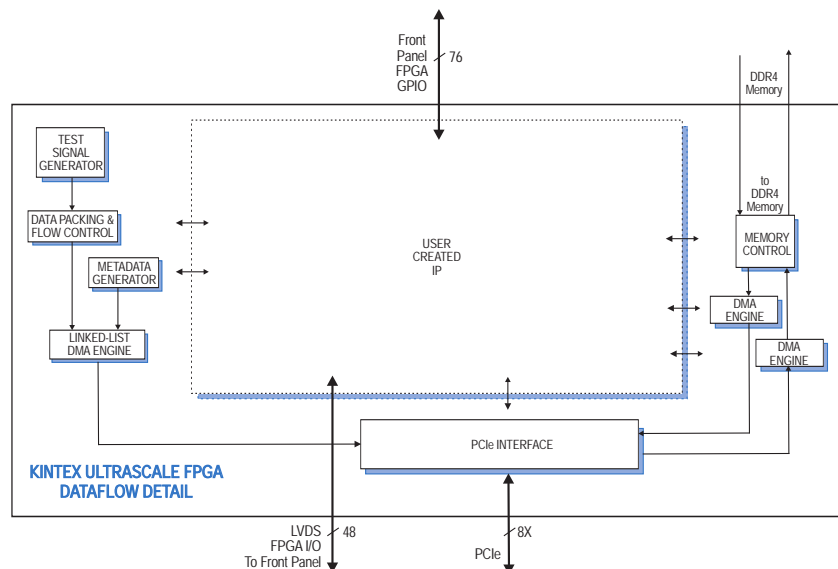 Front
Panel
FPGA
GPIO
76
DDR4
Memory
TEST
SIGNAL
GENERATOR
to
DDR4
Memory
DATA PACKING &
FLOW CONTROL
USER
CREATED
IP
MEMORY
CONTROL
METADATA
GENERATOR
DMA
ENGINE
LINKED-LIST
DMA ENGINE
DMA
ENGINE
PCIe INTERFACE
KINTEX ULTRASCALE FPGA
DATAFLOW DETAIL
LVDS
FPGA I/O
To Front Panel
48
8X
PCIe